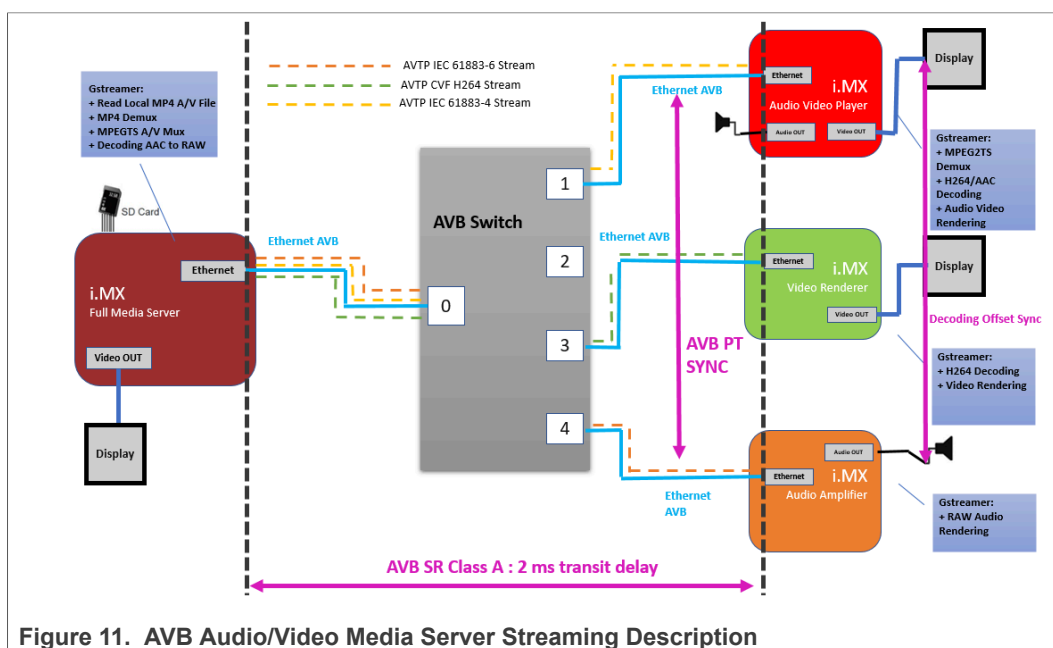 AVTP IEC 61883-6 Stream
AVTP CVF H264 Stream
AVTP IEC 61883-4 Stream
Gstreamer:
+ Read Local MP4 A/V File
+ MP4 Demux
+ MPEGTS A/V Mux
+ Decoding AAC to RAW
SD Card
Ethernet
i.MX
Full Media Server
Video OUT
Display
Ethernet AVB
AVB Switch
0
1
2
3
4
Ethernet AVB
Ethernet AVB
Ethernet
AVB
AVB PT
SYNC
Ethernet
i.MX
Audio Video Player
Audio OUT
Video OUT
Display
Gstreamer:
+ MPEG2TS
Demux
+ H264/AAC
Decoding
+ Audio Video
Rendering
Ethernet
i.MX
Video Renderer
Video OUT
Display
Decoding Offset Sync
Gstreamer:
+ H264 Decoding
+ Video Rendering
Audio OUT
Ethernet
i.MX
Audio Amplifier
Gstreamer:
+ RAW Audio
Rendering
AVB SR Class A : 2 ms transit delay
Figure 11. AVB Audio/Video Media Server Streaming Description